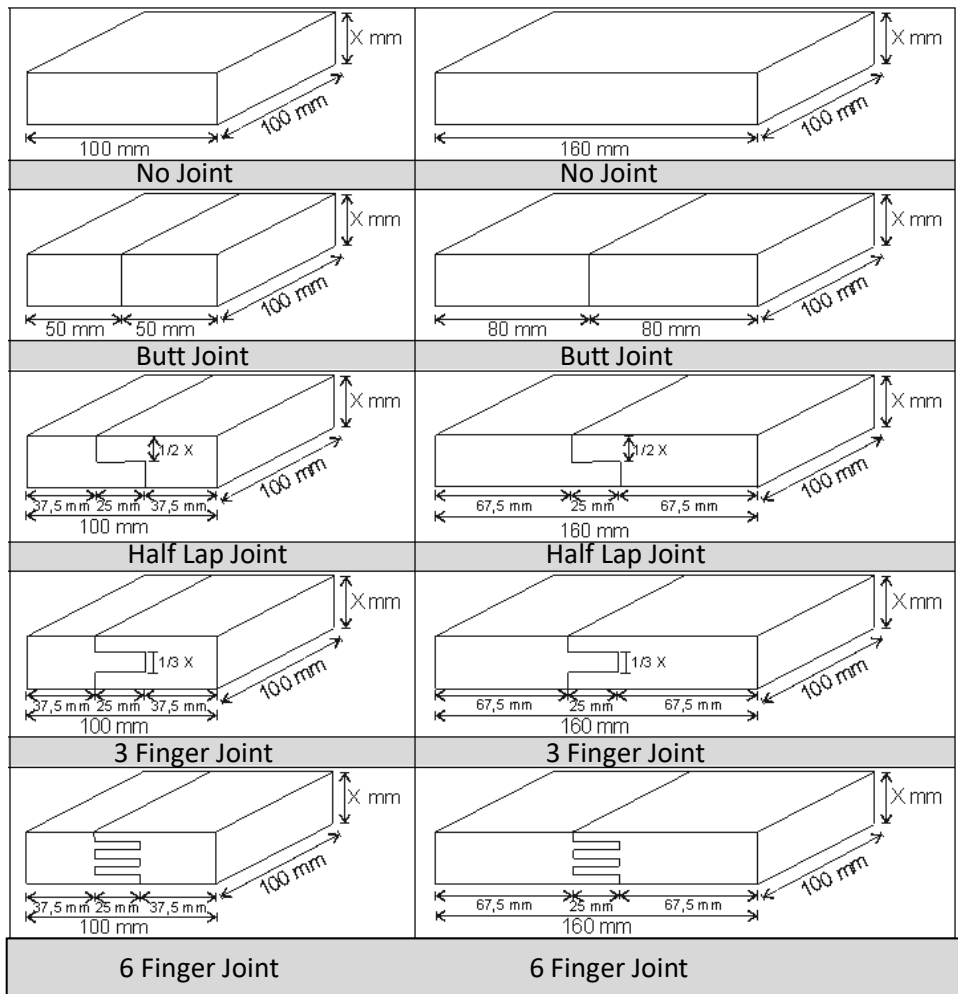 X mm X mm
100 mm 100 mm
100 mm 160 mm
No Joint No Joint
X mm X mm
100 mm 100 mm
50 mm 50 mm 80 mm 80 mm
Butt Joint Butt Joint
X mm X mm
1/2 X 1/2 X
100 mm 100 mm
37,5 mm 25 mm 37,5 mm 67,5 mm 25 mm 67,5 mm
100 mm 160 mm
Half Lap Joint Half Lap Joint
X mm X mm
1/3 X 1/3 X
100 mm 100 mm
37,5 mm 25 mm 37,5 mm 67,5 mm 25 mm 67,5 mm
100 mm 160 mm
3 Finger Joint 3 Finger Joint
X mm X mm
100 mm 100 mm
37,5 mm 25 mm 37,5 mm 67,5 mm 25 mm 67,5 mm
100 mm 160 mm
6 Finger Joint 6 Finger Joint